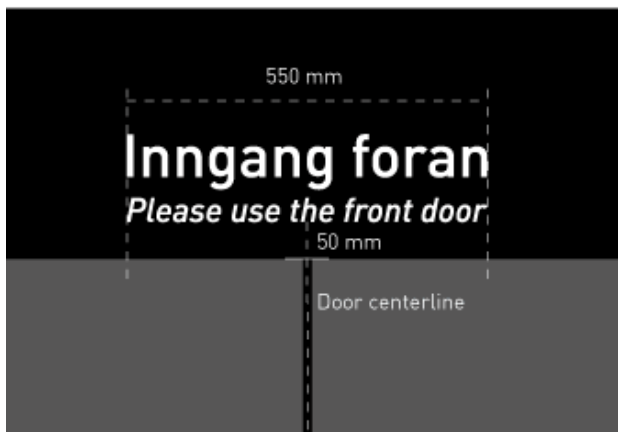 550 mm
Inngang foran
Please use the front door
50 mm
Door centerline